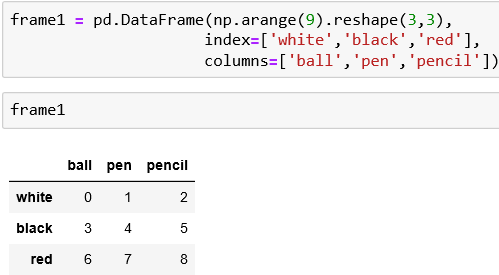 frame1 = pd.DataFrame(np.arange(9).reshape(3,3),
index=['white','black','red'],
columns=['ball','pen','pencil'])
frame1
ball pen pencil
white 0 1 2
black 3 4 5
red 6 7 8